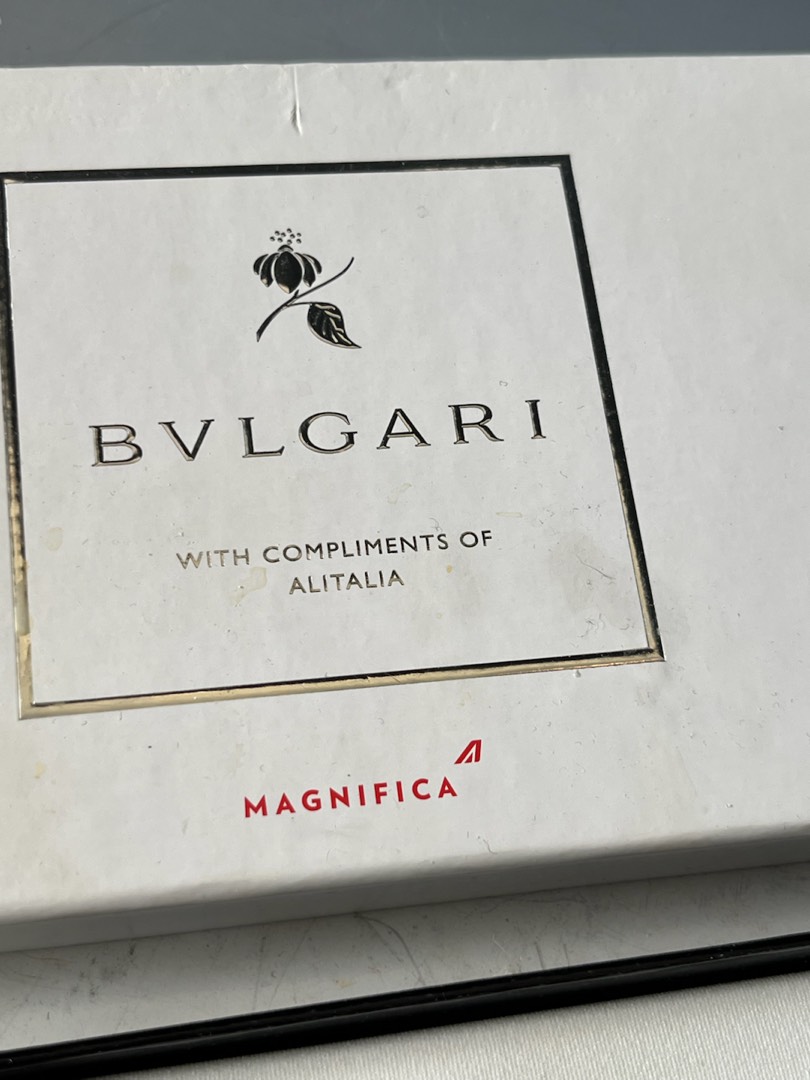 BVLGARI
WITH COMPLIMENTS OF
ALITALIA
MAGNIFICA